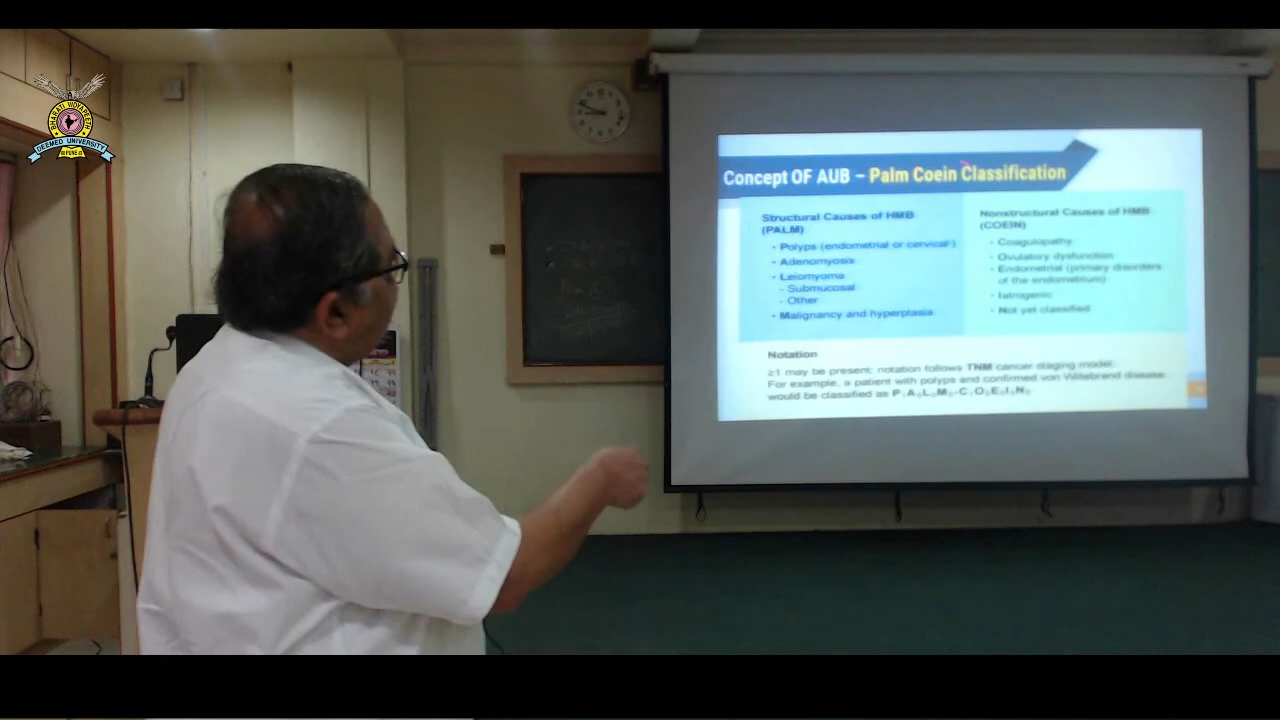 BHARATI VIDYAPEETH
DEEMED UNIVERSITY
Concept OF AUB – Palm Coein Classification
Structural Causes of HMB
(PALM)
• Polyps (endometrial or cervical )
• Adenomyosis
• Leiomyoma
- Submucosal
- Other
• Malignancy and hyperplasia
Nonstructural Causes of HMB
(COEIN)
• Coagulopathy
• Ovulatory dysfunction
• Endometrial (primary disorders
of the endometrium)
• Iatrogenic
• Not yet classified
Notation
≥1 may be present; notation follows TNM cancer staging model.
For example, a patient with polyps and confirmed von Willebrand disease
would be classified as P₁A₀L₀M₀-C₁O₀E₀I₀N₀